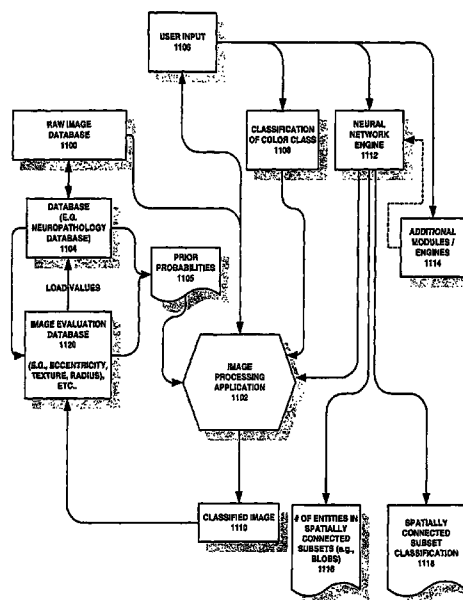 USER INPUT
1106
RAW IMAGE
DATABASE
1100
CLASSIFICATION
OF COLOR CLASS
1108
NEURAL
NETWORK
ENGINE
1112
DATABASE
(E.G.
NEUROPATHOLOGY
DATABASE)
1104
PRIOR
PROBABILITIES
1105
ADDITIONAL
MODULES /
ENGINES
1114
LOAD VALUES
IMAGE EVALUATION
DATABASE
1120
(E.G., ECCENTRICITY,
TEXTURE, RADIUS),
ETC..
IMAGE
PROCESSING
APPLICATION
1102
CLASSIFIED IMAGE
1110
# OF ENTITIES IN
SPATIALLY
CONNECTED
SUBSETS (e.g.,
BLOBS)
1116
SPATIALLY
CONNECTED
SUBSET
CLASSIFICATION
1118